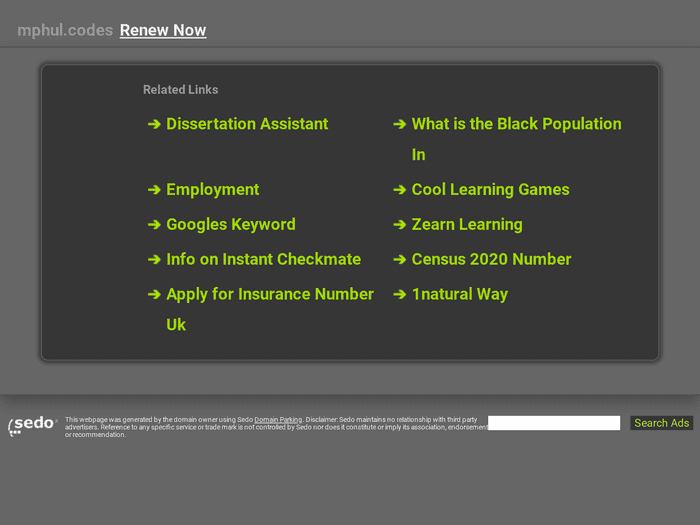 mphul.codes Renew Now
Related Links
➔ Dissertation Assistant
➔ What is the Black Population
In
➔ Employment
➔ Cool Learning Games
➔ Googles Keyword
➔ Zearn Learning
➔ Info on Instant Checkmate
➔ Census 2020 Number
➔ Apply for Insurance Number
Uk
➔ 1natural Way
sedo
This webpage was generated by the domain owner using Sedo Domain Parking. Disclaimer: Sedo maintains no relationship with third party
advertisers. Reference to any specific service or trade mark is not controlled by Sedo nor does it constitute or imply its association, endorsement
or recommendation.
Search Ads